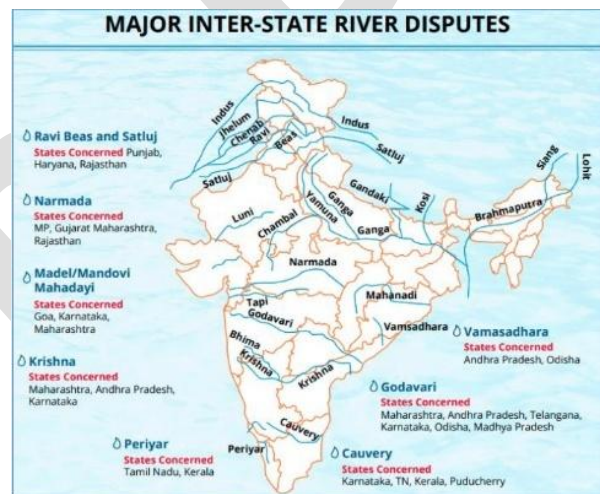 MAJOR INTER-STATE RIVER DISPUTES
Ravi Beas and Satluj
States Concerned Punjab,
Haryana, Rajasthan
Narmada
States Concerned
MP, Gujarat Maharashtra,
Rajasthan
Madel/Mandovi
Mahadayi
States Concerned
Goa, Karnataka,
Maharashtra
Krishna
States Concerned
Maharashtra, Andhra Pradesh,
Karnataka
Periyar
States Concerned
Tamil Nadu, Kerala
Indus
Jhelum
Chenab
Ravi
Beas
Indus
Satluj
Satluj
Luni
Chambal
Ganga
Yamuna
Gandaki
Ganga
Kosi
Brahmaputra
Siang
Lohit
Narmada
Tapi
Godavari
Mahanadi
Vamsadhara
Bhima
Krishna
Krishna
Cauvery
Periyar
Vamasadhara
States Concerned
Andhra Pradesh, Odisha
Godavari
States Concerned
Maharashtra, Andhra Pradesh, Telangana,
Karnataka, Odisha, Madhya Pradesh
Cauvery
States Concerned
Karnataka, TN, Kerala, Puducherry